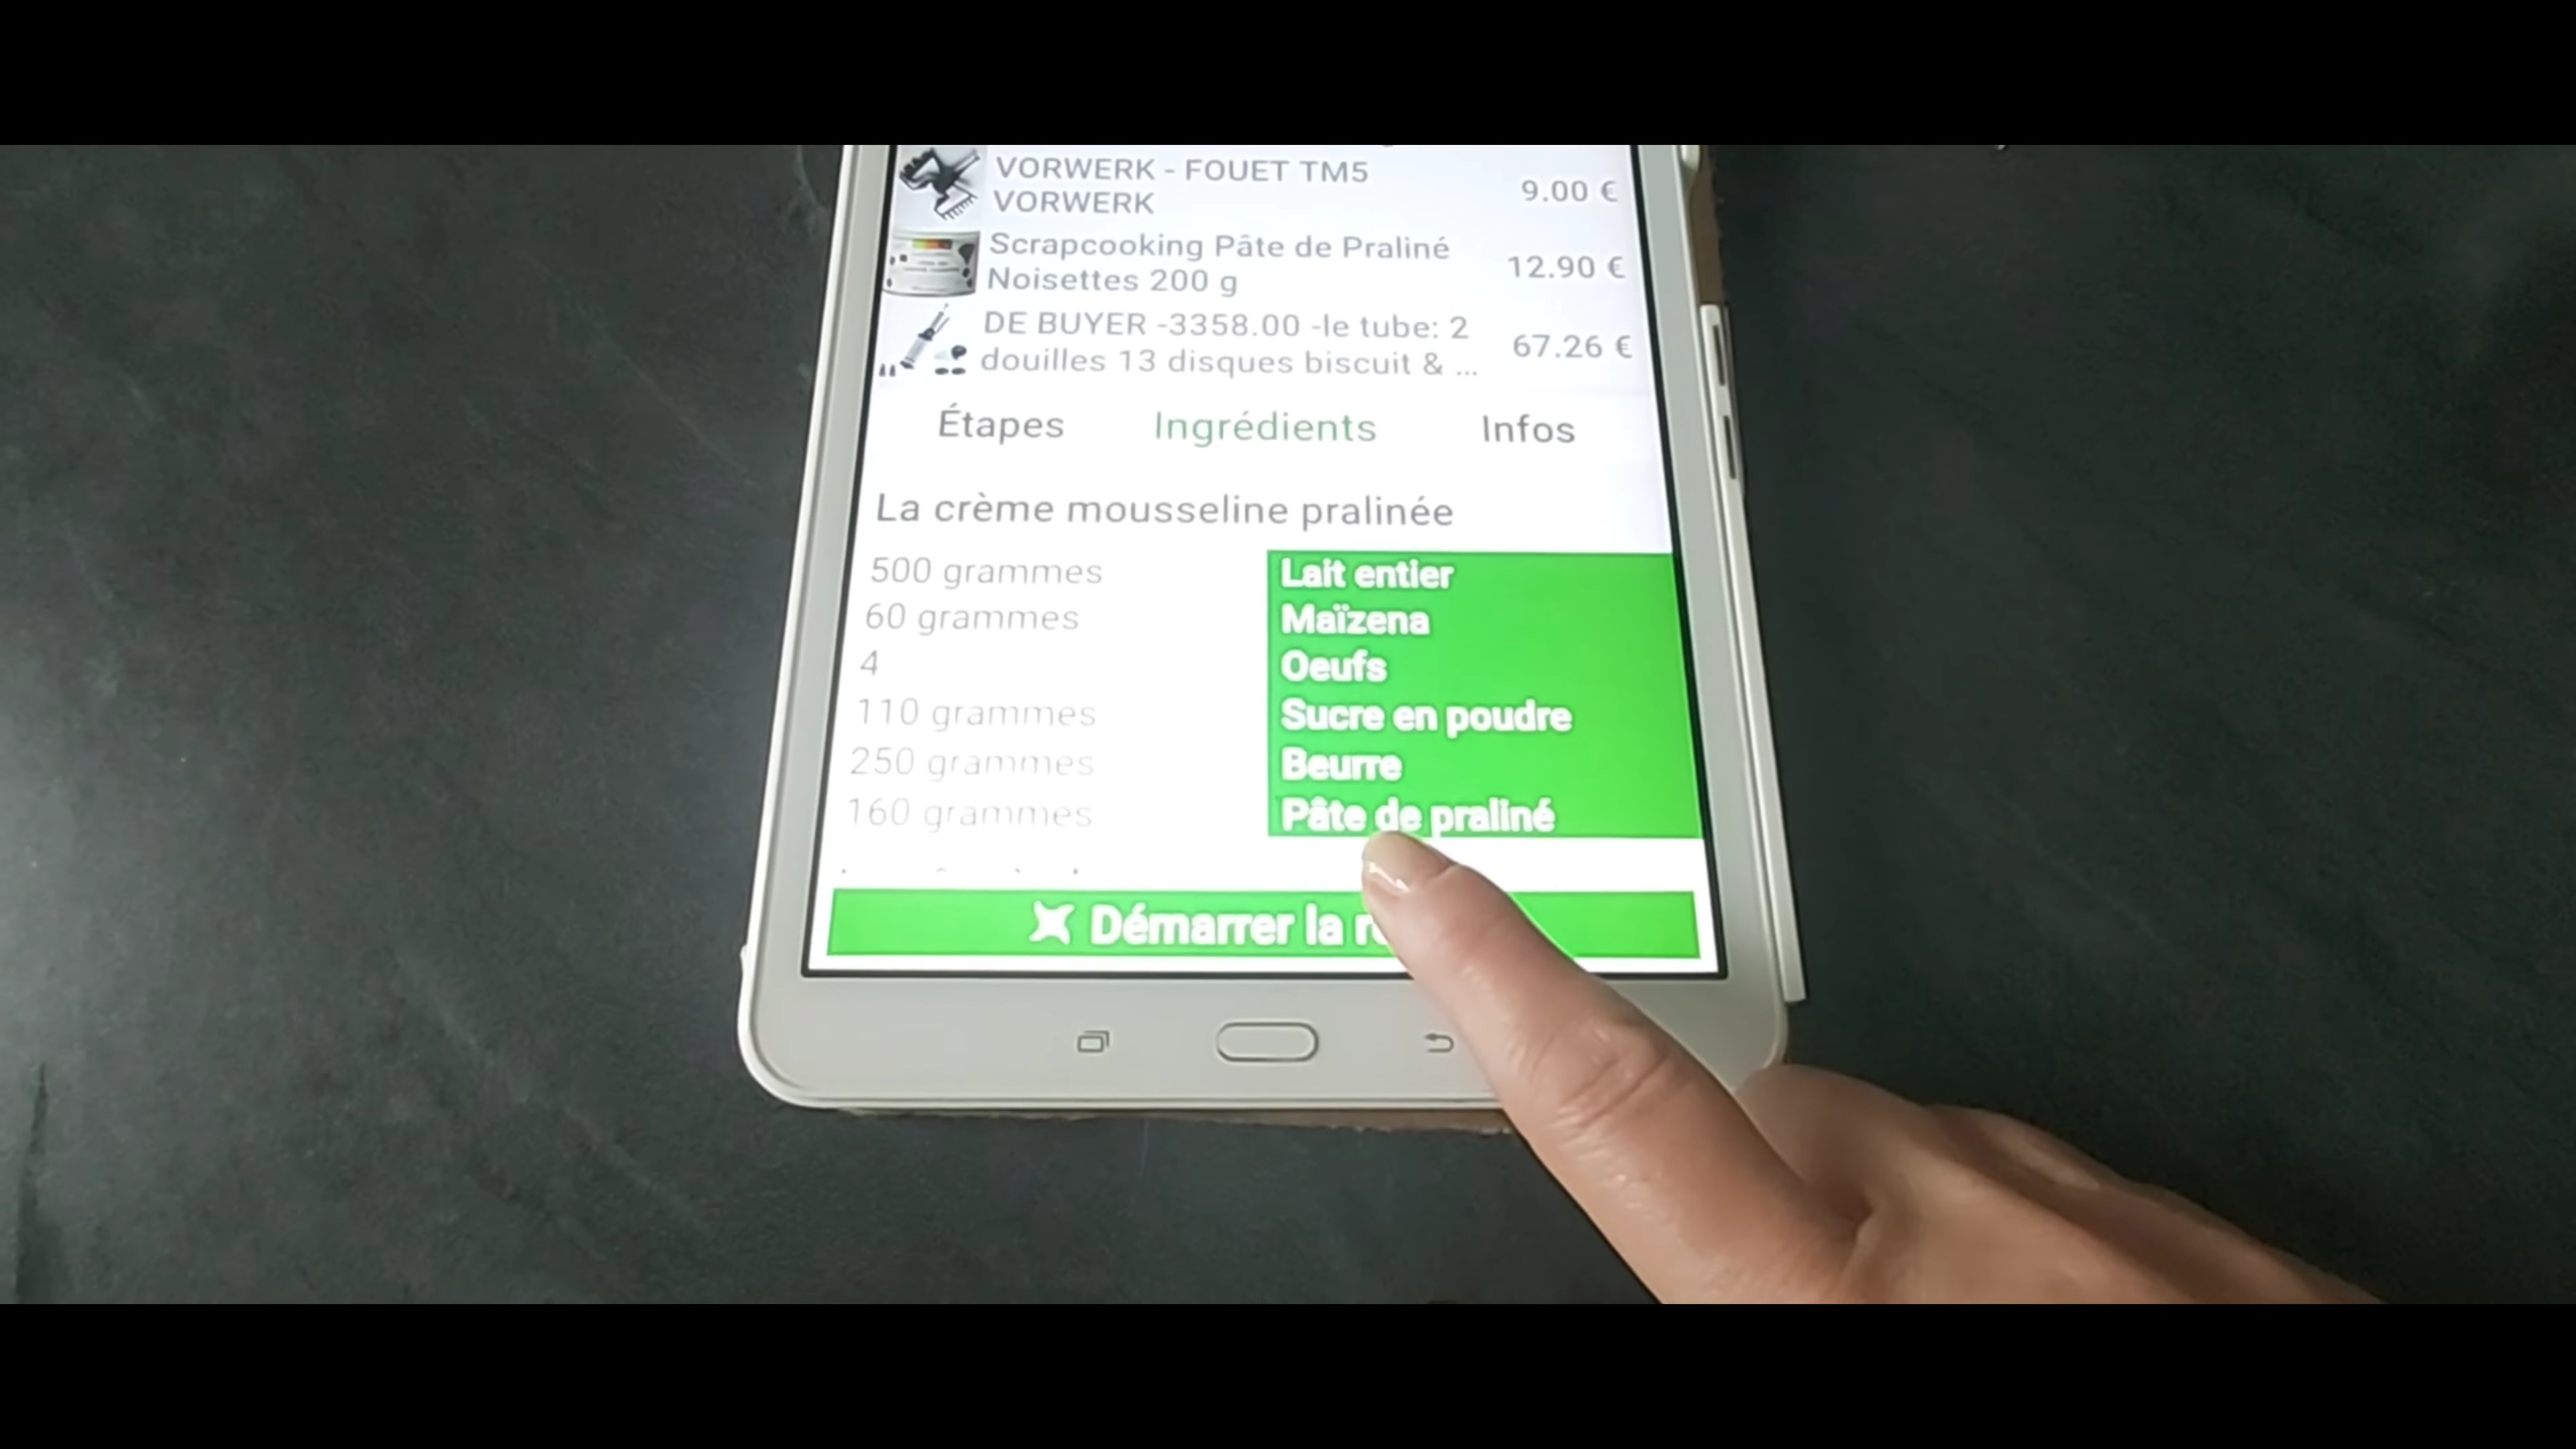 VORWERK - FOUET TM5
VORWERK
9.00 €
Scrapcooking Pâte de Praliné
Noisettes 200 g
12.90 €
DE BUYER -3358.00 -le tube: 2
douilles 13 disques biscuit & ...
67.26 €
Étapes Ingrédients Infos
La crème mousseline pralinée
500 grammes Lait entier
60 grammes Maïzena
4 Oeufs
110 grammes Sucre en poudre
250 grammes Beurre
160 grammes Pâte de praliné
Démarrer la